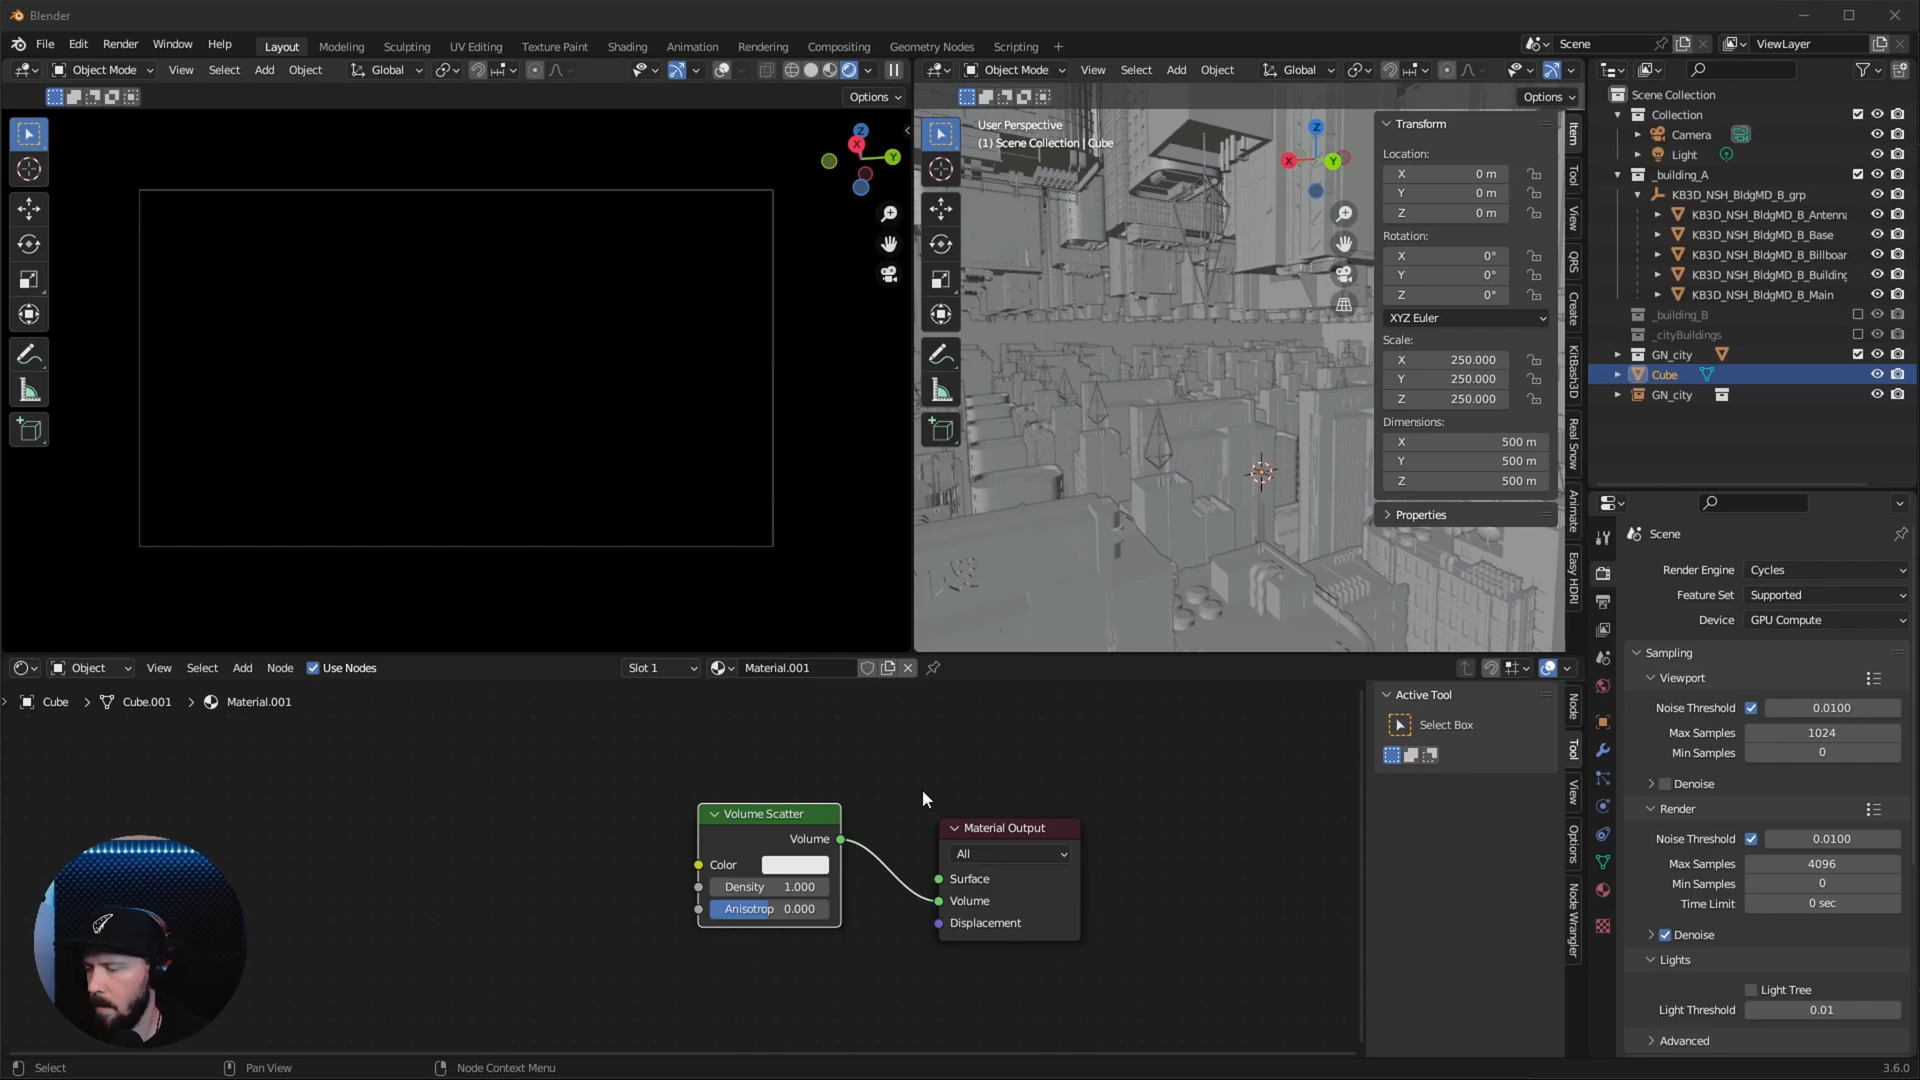 Blender
File Edit Render Window Help Layout Modeling Sculpting UV Editing Texture Paint Shading Animation Rendering Compositing Geometry Nodes Scripting + Scene ViewLayer
Object Mode View Select Add Object Global
Object Mode View Select Add Object Global
Options
Options
User Perspective
(1) Scene Collection | Cube
Z
X
Y
Z
X
Y
Transform
Location:
X 0 m
Y 0 m
Z 0 m
Rotation:
X 0°
Y 0°
Z 0°
XYZ Euler
Scale:
X 250.000
Y 250.000
Z 250.000
Dimensions:
X 500 m
Y 500 m
Z 500 m
Properties
Item
Tool
View
QRS
Create
KitBash3D
Real Snow
Animate
Easy HDRI
Scene Collection
Collection
Camera
Light
_building_A
KB3D_NSH_BldgMD_B_grp
KB3D_NSH_BldgMD_B_Antenna
KB3D_NSH_BldgMD_B_Base
KB3D_NSH_BldgMD_B_Billboar
KB3D_NSH_BldgMD_B_Building
KB3D_NSH_BldgMD_B_Main
_building_B
_cityBuildings
GN_city
Cube
GN_city
Scene
Render Engine Cycles
Feature Set Supported
Device GPU Compute
Sampling
Viewport
Noise Threshold 0.0100
Max Samples 1024
Min Samples 0
Denoise
Render
Noise Threshold 0.0100
Max Samples 4096
Min Samples 0
Time Limit 0 sec
Denoise
Lights
Light Tree
Light Threshold 0.01
Advanced
Object View Select Add Node Use Nodes Slot 1 Material.001
Cube > Cube.001 > Material.001
Volume Scatter
Volume
Color
Density 1.000
Anisotrop 0.000
Material Output
All
Surface
Volume
Displacement
Active Tool
Select Box
Node
Tool
View
Options
Node Wrangler
Select Pan View Node Context Menu 3.6.0